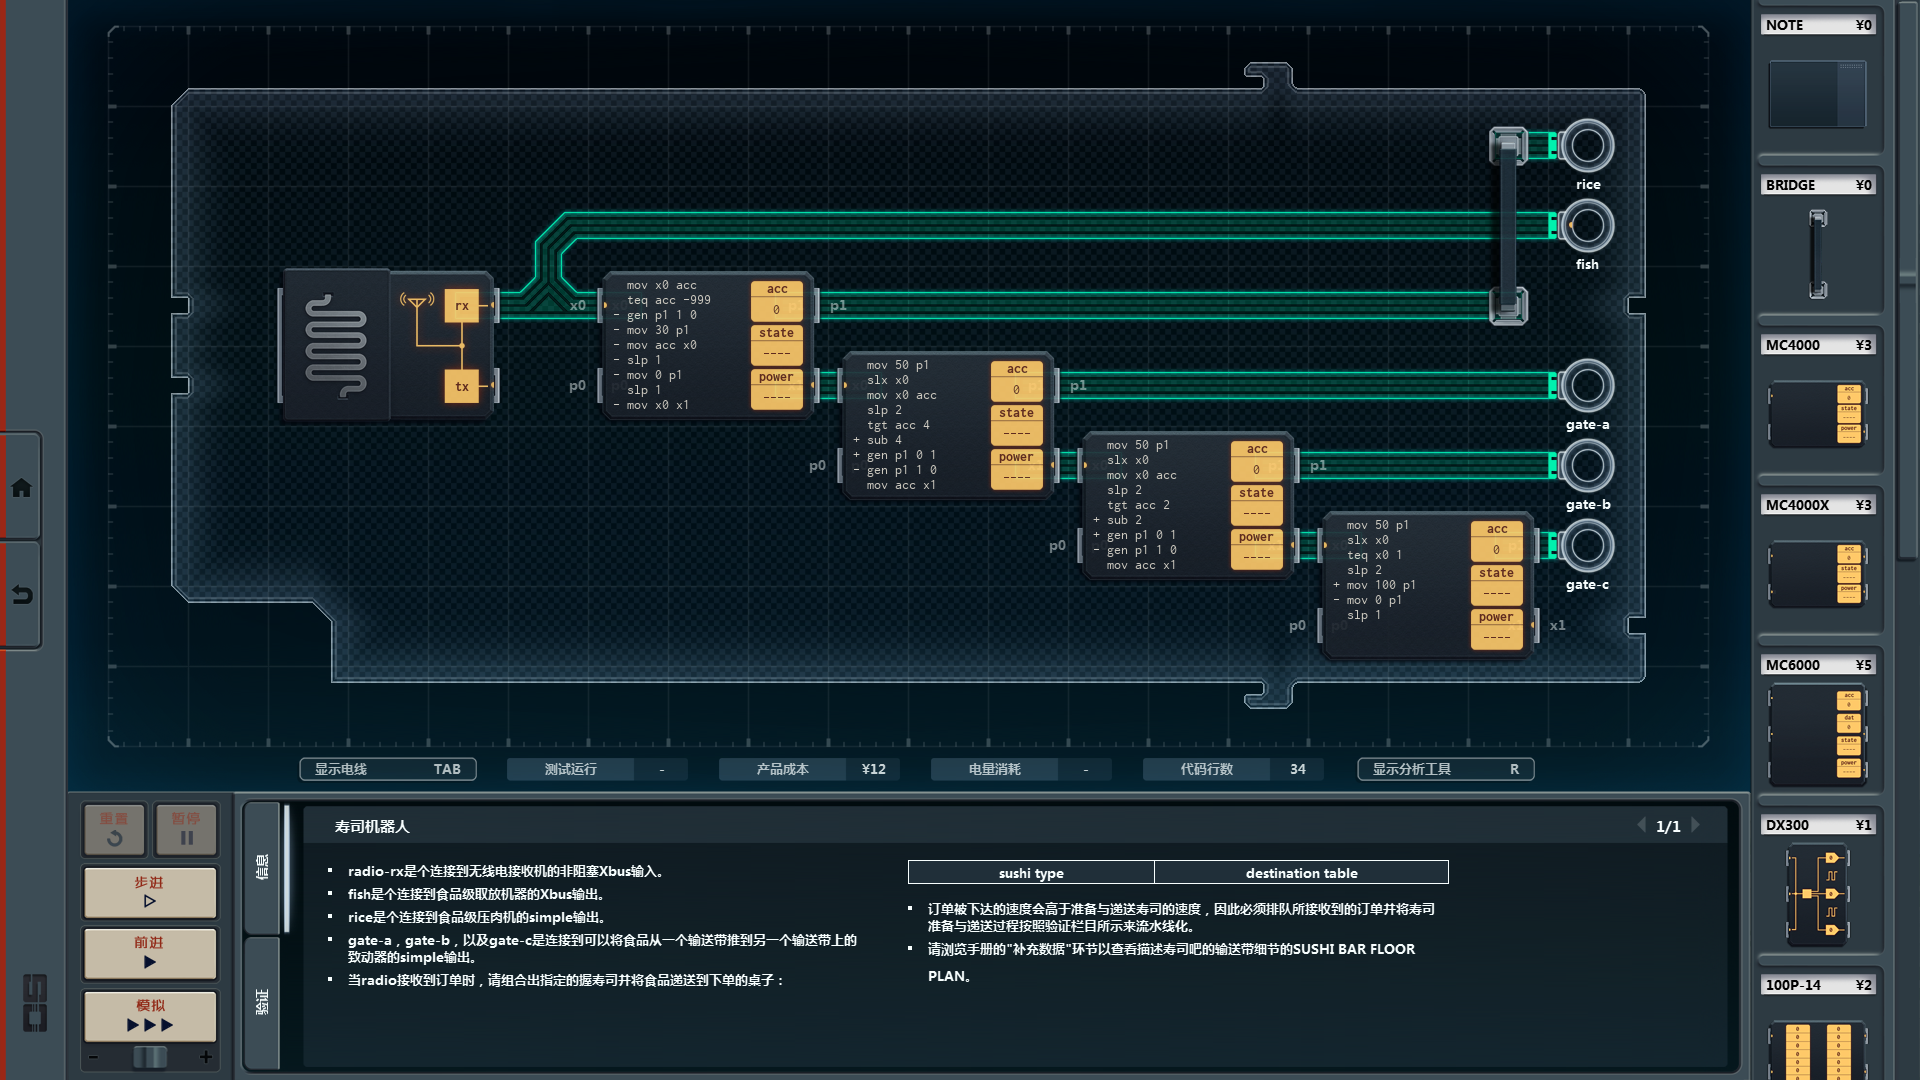 NOTE ¥0
BRIDGE ¥0
MC4000 ¥3
MC4000X ¥3
MC6000 ¥5
DX300 ¥1
100P-14 ¥2
rice
fish
gate-a
gate-b
gate-c
rx
tx
x0
p0
p1
mov x0 acc
teq acc -999
- gen p1 1 0
- mov 30 p1
- mov acc x0
- slp 1
- mov 0 p1
slp 1
- mov x0 x1
acc
0
state
----
power
----
p0
p1
mov 50 p1
slx x0
mov x0 acc
slp 2
tgt acc 4
+ sub 4
+ gen p1 0 1
- gen p1 1 0
mov acc x1
acc
0
state
----
power
----
p0
p1
mov 50 p1
slx x0
mov x0 acc
slp 2
tgt acc 2
+ sub 2
+ gen p1 0 1
- gen p1 1 0
mov acc x1
acc
0
state
----
power
----
p0
x1
mov 50 p1
slx x0
teq x0 1
slp 2
+ mov 100 p1
- mov 0 p1
slp 1
acc
0
state
----
power
----
显示电线 TAB
测试运行 -
产品成本 ¥12
电量消耗 -
代码行数 34
显示分析工具 R
重置
暂停
步进
前进
模拟
- +
信息
验证
寿司机器人
1/1
▪ radio-rx是个连接到无线电接收机的非阻塞Xbus输入。
▪ fish是个连接到食品级取放机器的Xbus输出。
▪ rice是个连接到食品级压肉机的simple输出。
▪ gate-a，gate-b，以及gate-c是连接到可以将食品从一个输送带推到另一个输送带上的
致动器的simple输出。
▪ 当radio接收到订单时，请组合出指定的握寿司并将食品递送到下单的桌子：
sushi type destination table
▪ 订单被下达的速度会高于准备与递送寿司的速度，因此必须排队所接收到的订单并将寿司
准备与递送过程按照验证栏目所示来流水线化。
▪ 请浏览手册的"补充数据"环节以查看描述寿司吧的输送带细节的SUSHI BAR FLOOR
PLAN。